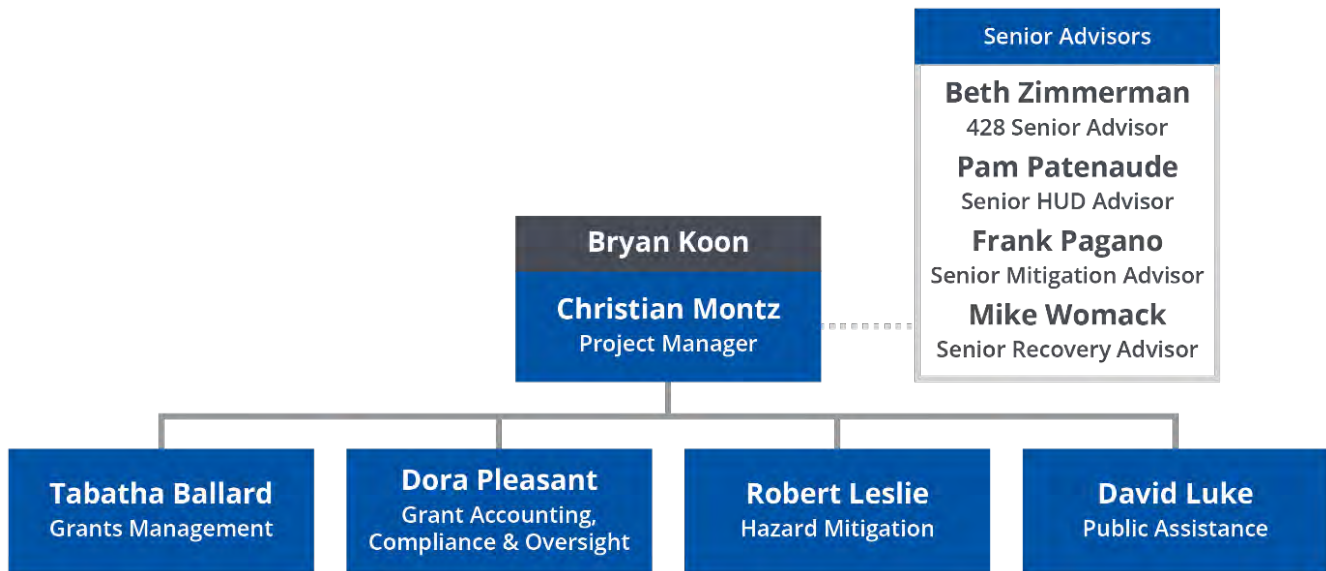 Senior Advisors
Beth Zimmerman
428 Senior Advisor
Pam Patenaude
Senior HUD Advisor
Frank Pagano
Senior Mitigation Advisor
Mike Womack
Senior Recovery Advisor
Bryan Koon
Christian Montz
Project Manager
Tabatha Ballard
Grants Management
Dora Pleasant
Grant Accounting,
Compliance & Oversight
Robert Leslie
Hazard Mitigation
David Luke
Public Assistance